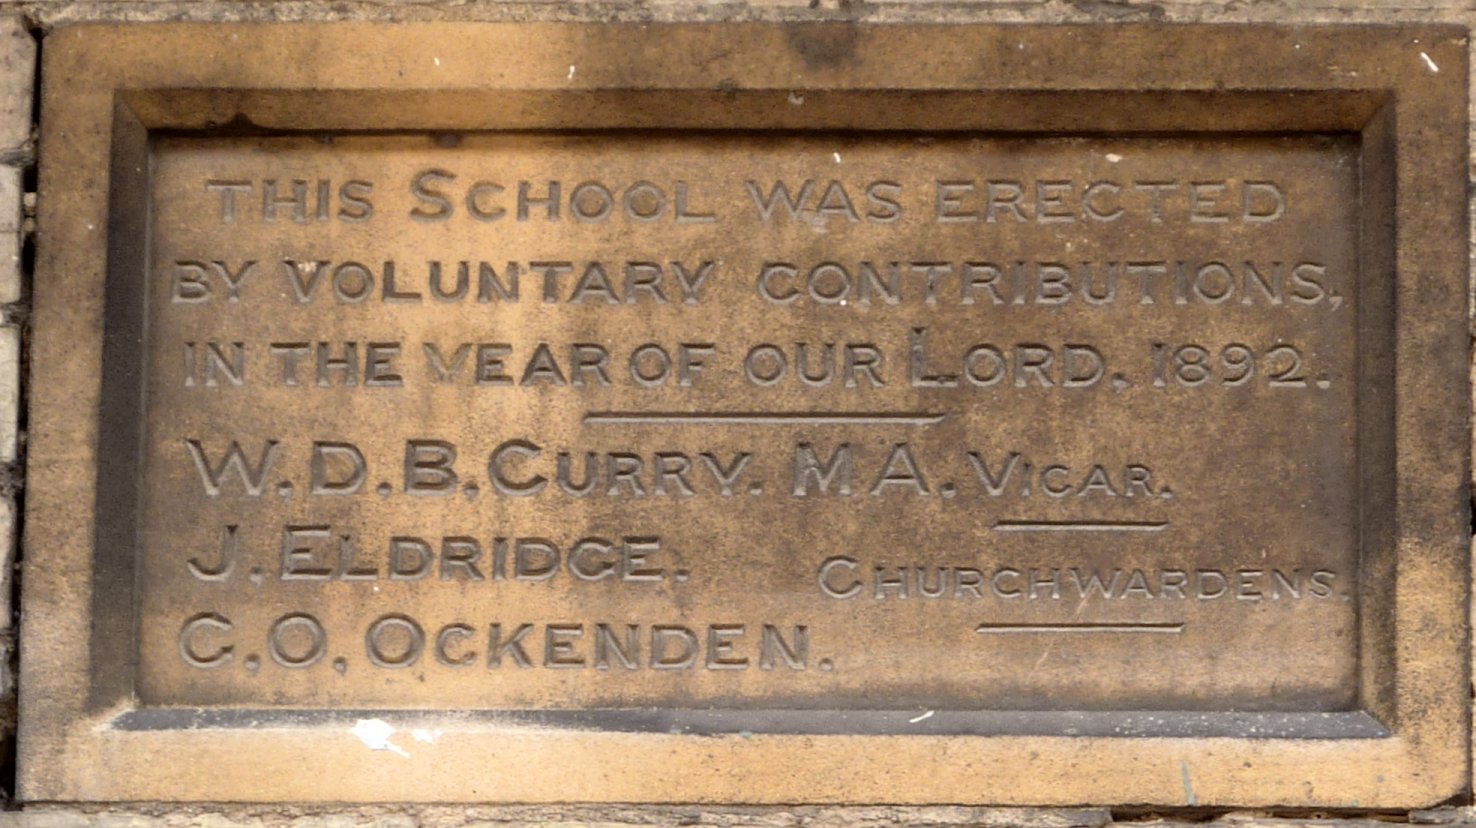 THIS SCHOOL WAS ERECTED
BY VOLUNTARY CONTRIBUTIONS,
IN THE YEAR OF OUR LORD, 1892.
W.D.B. CURRY. M A. VICAR.
J. ELDRIDGE.
CHURCHWARDENS.
C.O. OCKENDEN.